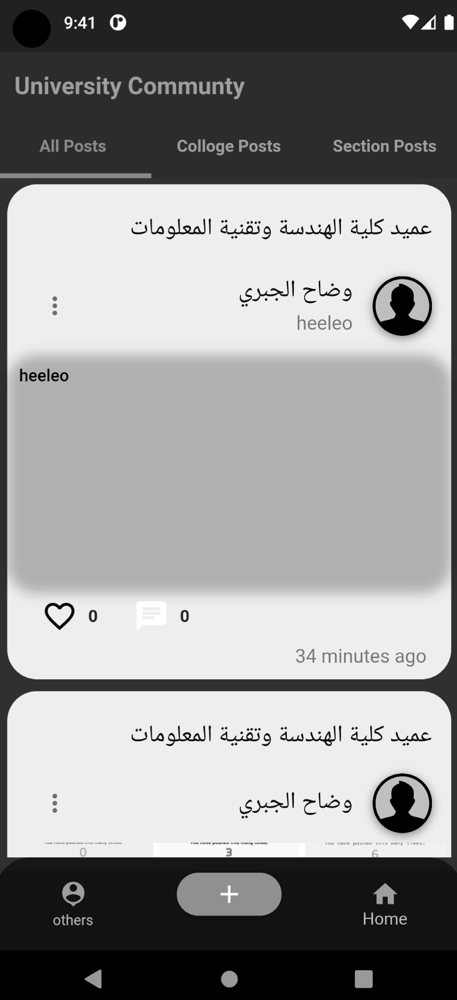 9:41
University Communty
All Posts
Colloge Posts
Section Posts
عميد كلية الهندسة وتقنية المعلومات
وضاح الجبري
heeleo
heeleo
0
0
34 minutes ago
عميد كلية الهندسة وتقنية المعلومات
وضاح الجبري
You have pushed this many times:
You have pushed this many times:
You have pushed this many times:
0
3
6
+
others
Home